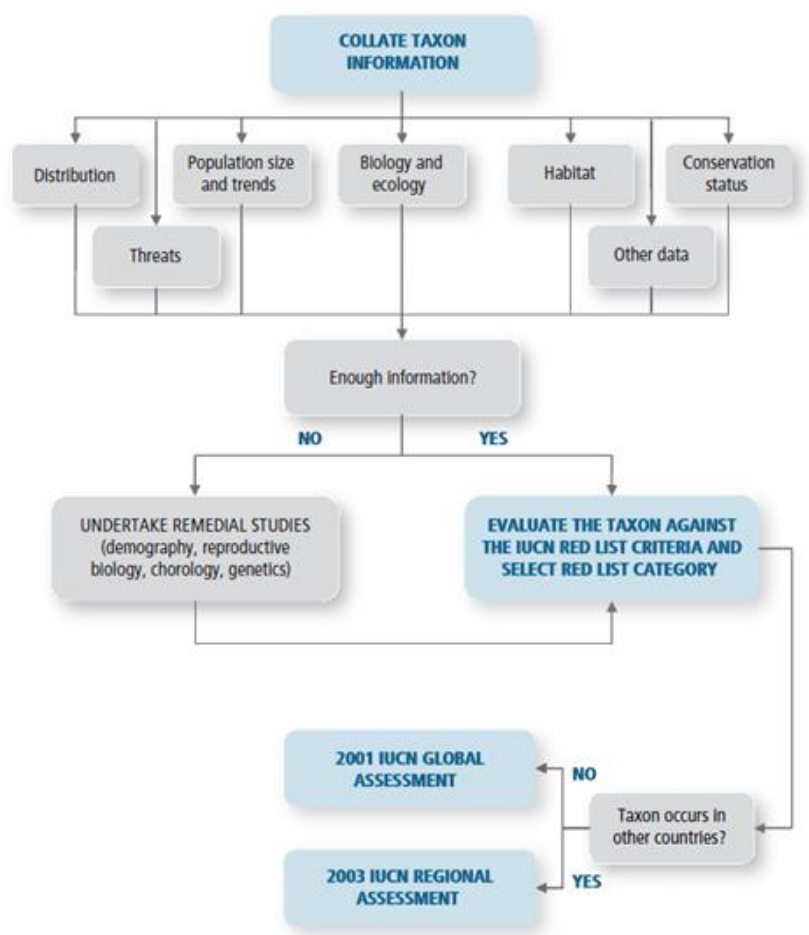 COLLATE TAXON
INFORMATION
Distribution
Population size
and trends
Biology and
ecology
Habitat
Conservation
status
Threats
Other data
Enough information?
NO
YES
UNDERTAKE REMEDIAL STUDIES
(demography, reproductive
biology, chorology, genetics)
EVALUATE THE TAXON AGAINST
THE IUCN RED LIST CRITERIA AND
SELECT RED LIST CATEGORY
2001 IUCN GLOBAL
ASSESSMENT
NO
Taxon occurs in
other countries?
2003 IUCN REGIONAL
ASSESSMENT
YES